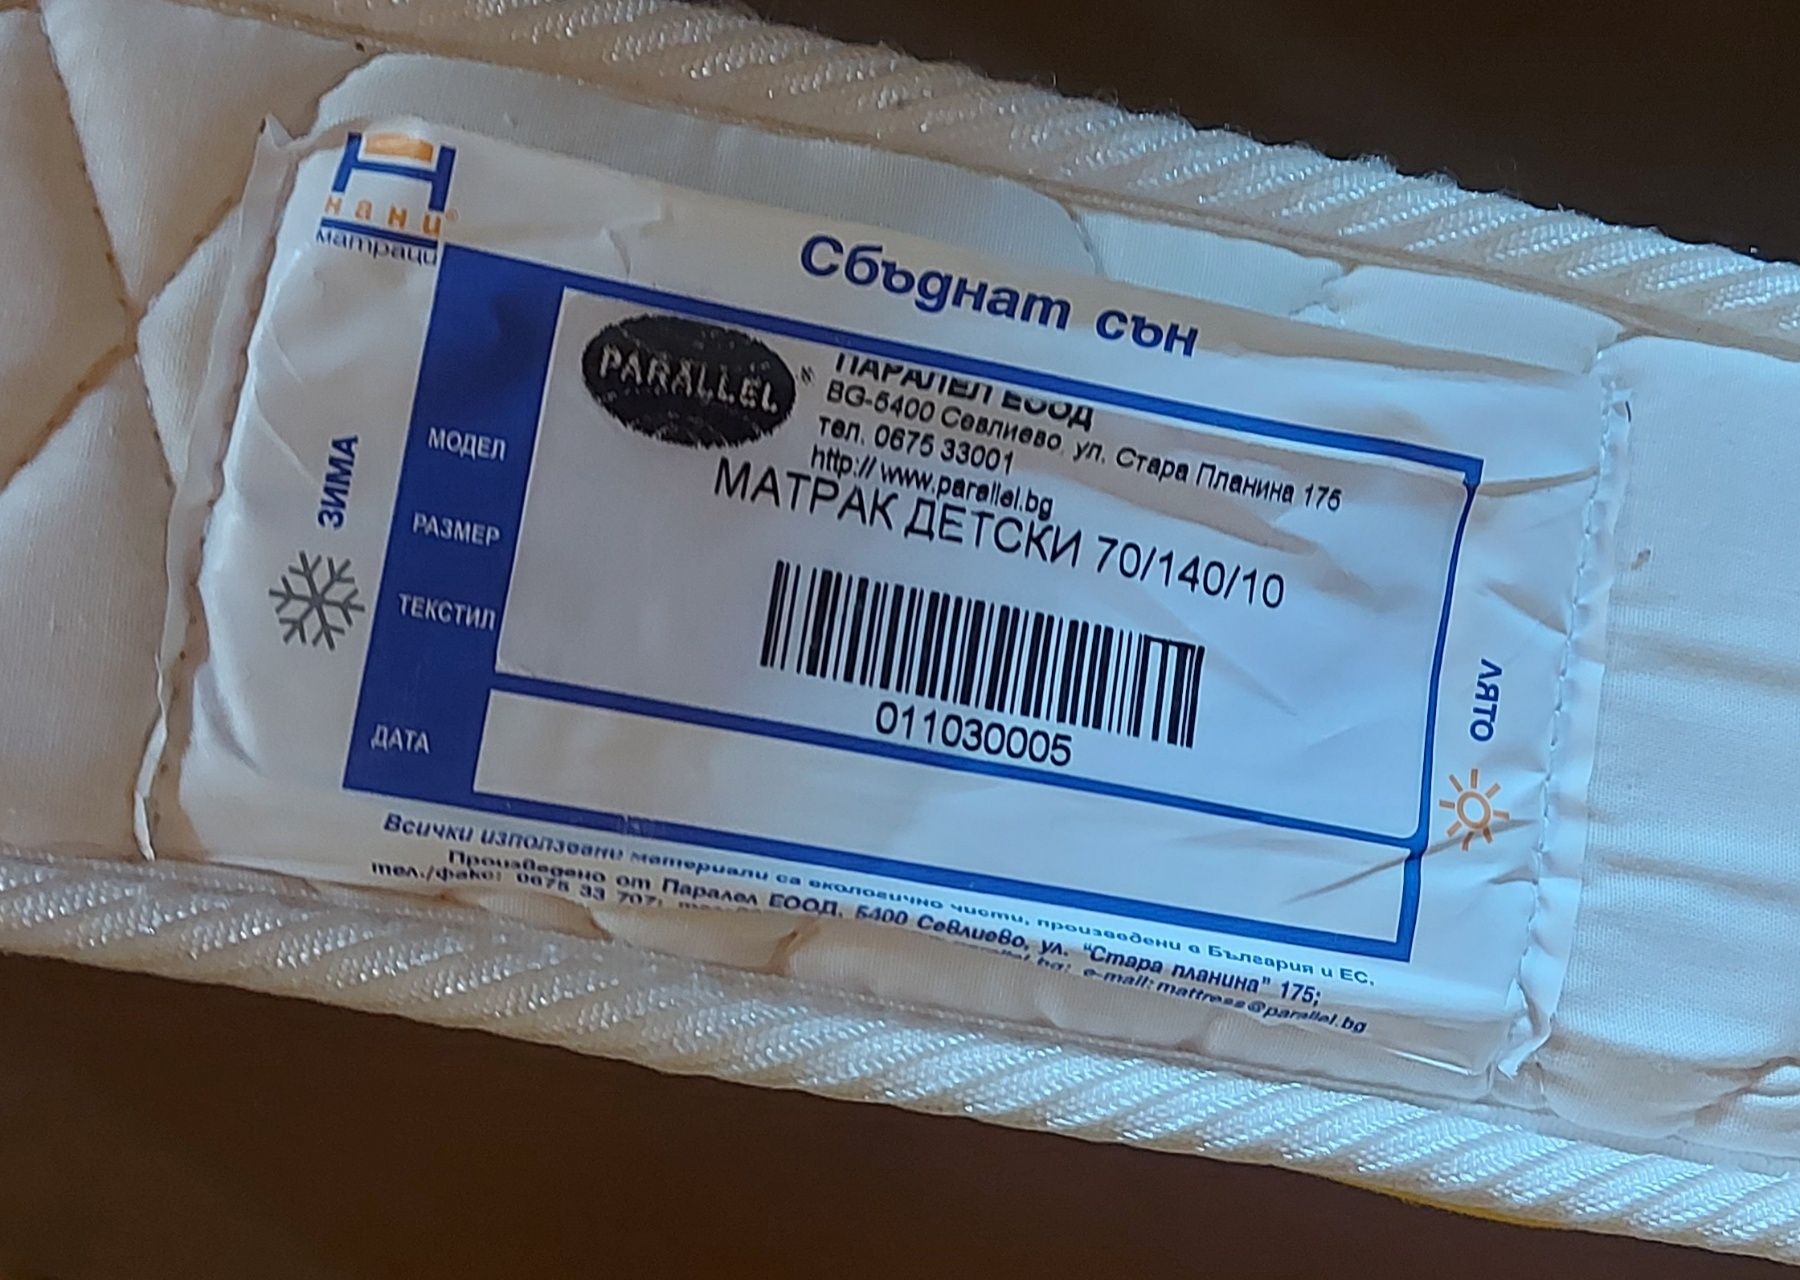 нани®
матраци
Сбъднат сън
PARALLEL®
ПАРАЛЕЛ ЕООД
BG-5400 Севлиево, ул. Стара Планина 175
тел. 0675 33001
http:// www.parallel.bg
МАТРАК ДЕТСКИ 70/140/10
011030005
МОДЕЛ
РАЗМЕР
ТЕКСТИЛ
ДАТА
ЗИМА
ЛЯТО
Всички използвани материали са екологично чисти, произведени в България и ЕС.
Произведено от Паралел ЕООД, 5400 Севлиево, ул. “Стара планина” 175;
тел./факс: 0675 33 707; parallel.bg; e-mail: mattress@parallel.bg